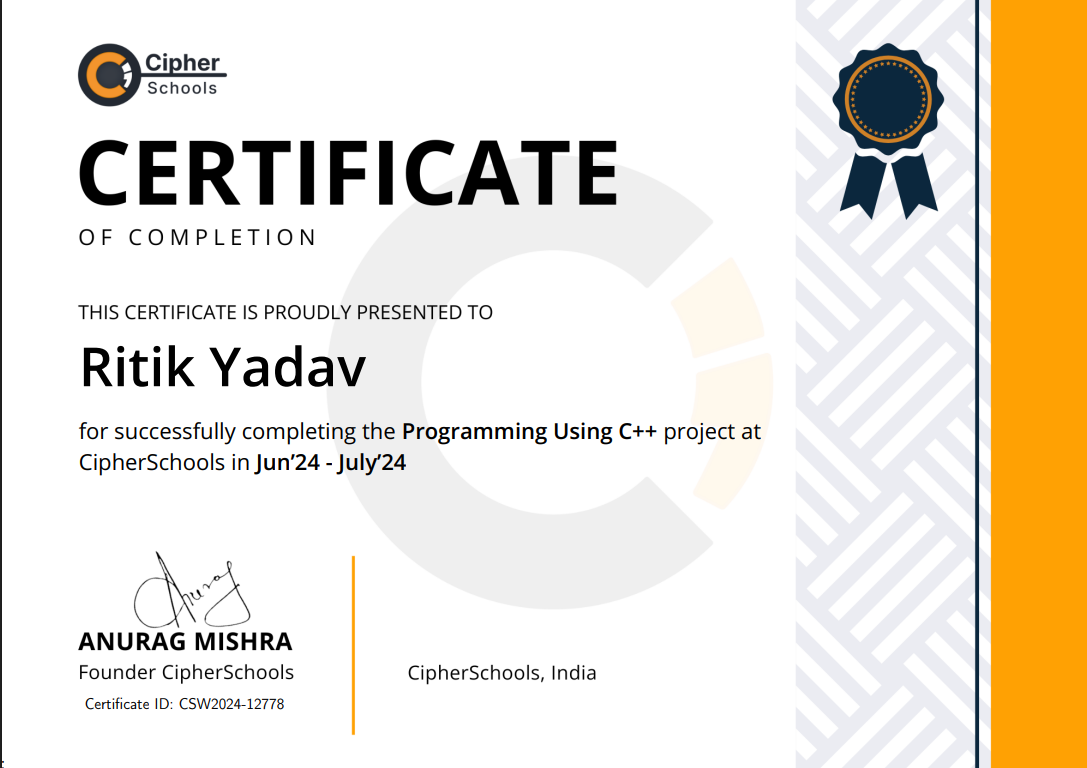 Cipher
Schools
CERTIFICATE
OF COMPLETION
THIS CERTIFICATE IS PROUDLY PRESENTED TO
Ritik Yadav
for successfully completing the Programming Using C++ project at
CipherSchools in Jun’24 - July’24
Anurag
ANURAG MISHRA
Founder CipherSchools
Certificate ID: CSW2024-12778
CipherSchools, India